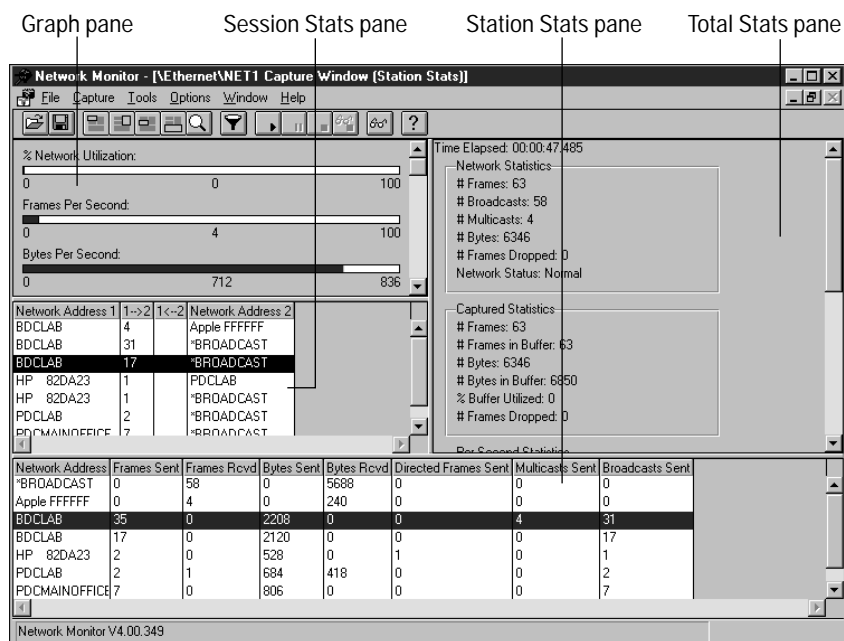 Graph pane Session Stats pane Station Stats pane Total Stats pane
Network Monitor - [\Ethernet\NET1 Capture Window (Station Stats)]
File Capture Tools Options Window Help
% Network Utilization:
0 0 100
Frames Per Second:
0 4 100
Bytes Per Second:
0 712 836
Time Elapsed: 00:00:47.485
Network Statistics
# Frames: 63
# Broadcasts: 58
# Multicasts: 4
# Bytes: 6346
# Frames Dropped: 0
Network Status: Normal
Captured Statistics
# Frames: 63
# Frames in Buffer: 63
# Bytes: 6346
# Bytes in Buffer: 6850
% Buffer Utilized: 0
# Frames Dropped: 0
Per Second Statistics
Network Address 1 1-->2 1<--2 Network Address 2
BDCLAB 4 Apple FFFFFF
BDCLAB 31 *BROADCAST
BDCLAB 17 *BROADCAST
HP 82DA23 1 PDCLAB
HP 82DA23 1 *BROADCAST
PDCLAB 2 *BROADCAST
PDCMAINOFFICE 7 *BROADCAST
Network Address Frames Sent Frames Rcvd Bytes Sent Bytes Rcvd Directed Frames Sent Multicasts Sent Broadcasts Sent
*BROADCAST 0 58 0 5688 0 0 0
Apple FFFFFF 0 4 0 240 0 0 0
BDCLAB 35 0 2208 0 0 4 31
BDCLAB 17 0 2120 0 0 0 17
HP 82DA23 2 0 528 0 1 0 1
PDCLAB 2 1 684 418 0 0 2
PDCMAINOFFICE 7 0 806 0 0 0 7
Network Monitor V4.00.349